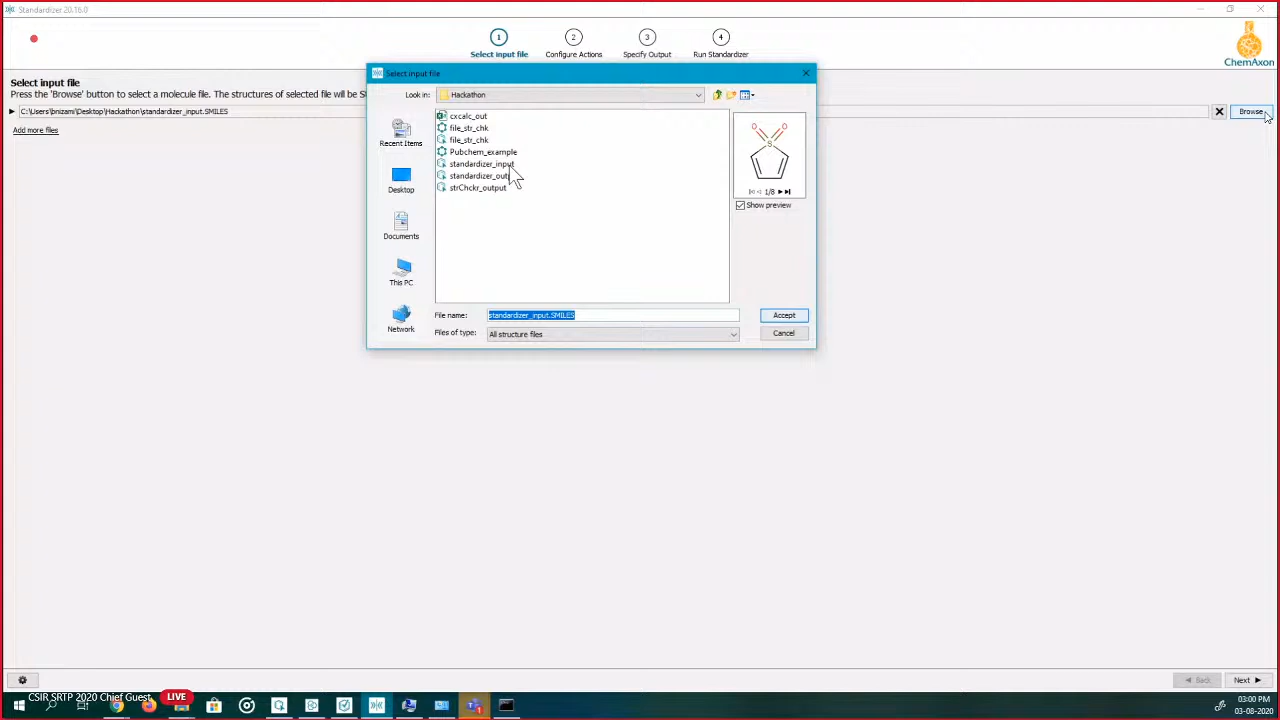 Standardizer 20.16.0
1
2
3
4
Select input file
Configure Actions
Specify Output
Run Standardizer
ChemAxon
Select input file
Press the 'Browse' button to select a molecule file. The structures of selected file will be S
C:\Users\bnizami\Desktop\Hackathon\standardizer_input.SMILES
Browse
Add more files
Select input file
Look in:
Hackathon
Recent Items
Desktop
Documents
This PC
Network
cxcalc_out
file_str_chk
file_str_chk
Pubchem_example
standardizer_input
standardizer_outp
strChckr_output
O
O
S
1/8
Show preview
File name:
standardizer_input.SMILES
Accept
Files of type:
All structure files
Cancel
Back
Next
CSIR SRTP 2020 Chief Guest
LIVE
03:00 PM
03-08-2020